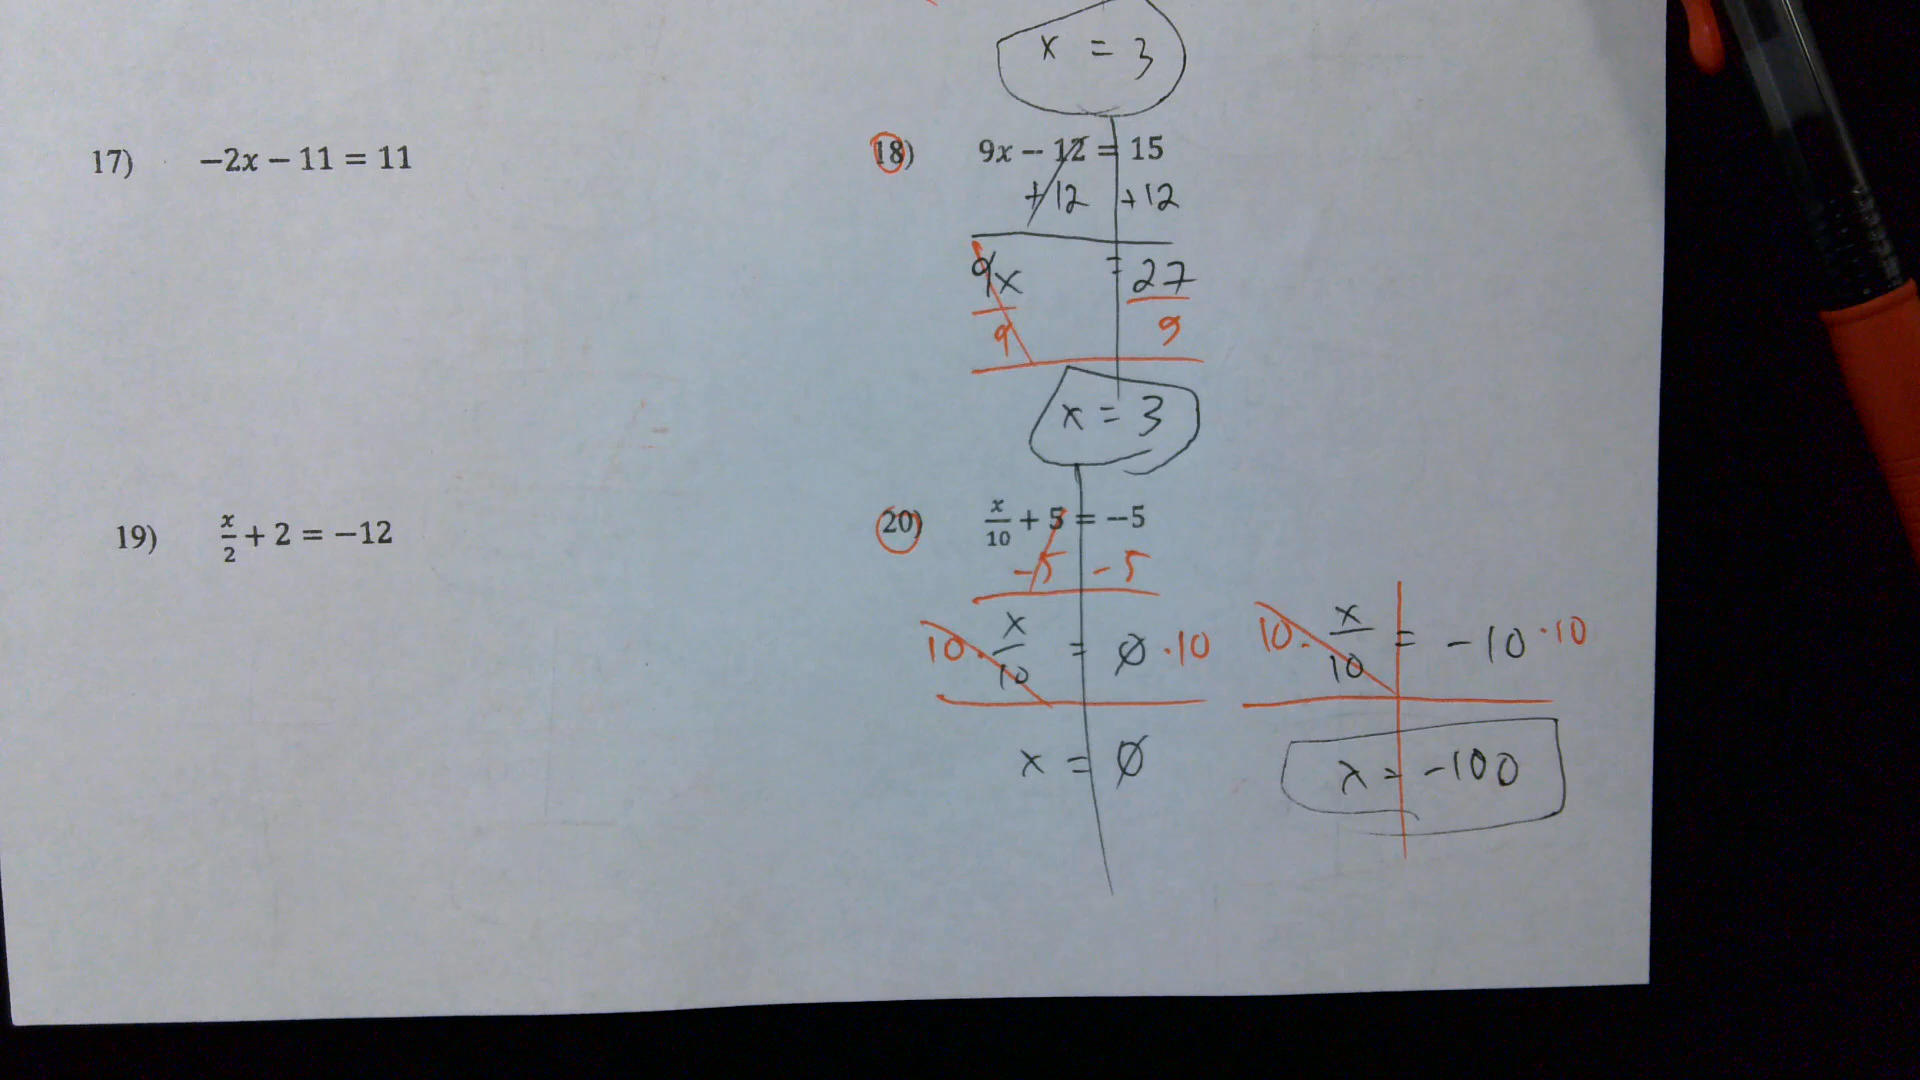 x = 3
17) −2x − 11 = 11
18) 9x − 12 = 15
+12 +12
9x = 27
9 9
x = 3
19) x/2 + 2 = −12
20) x/10 + 5 = −5
-5 -5
10 · x/10 = 0 · 10
x = 0
10 · x/10 = -10 · 10
x = -100